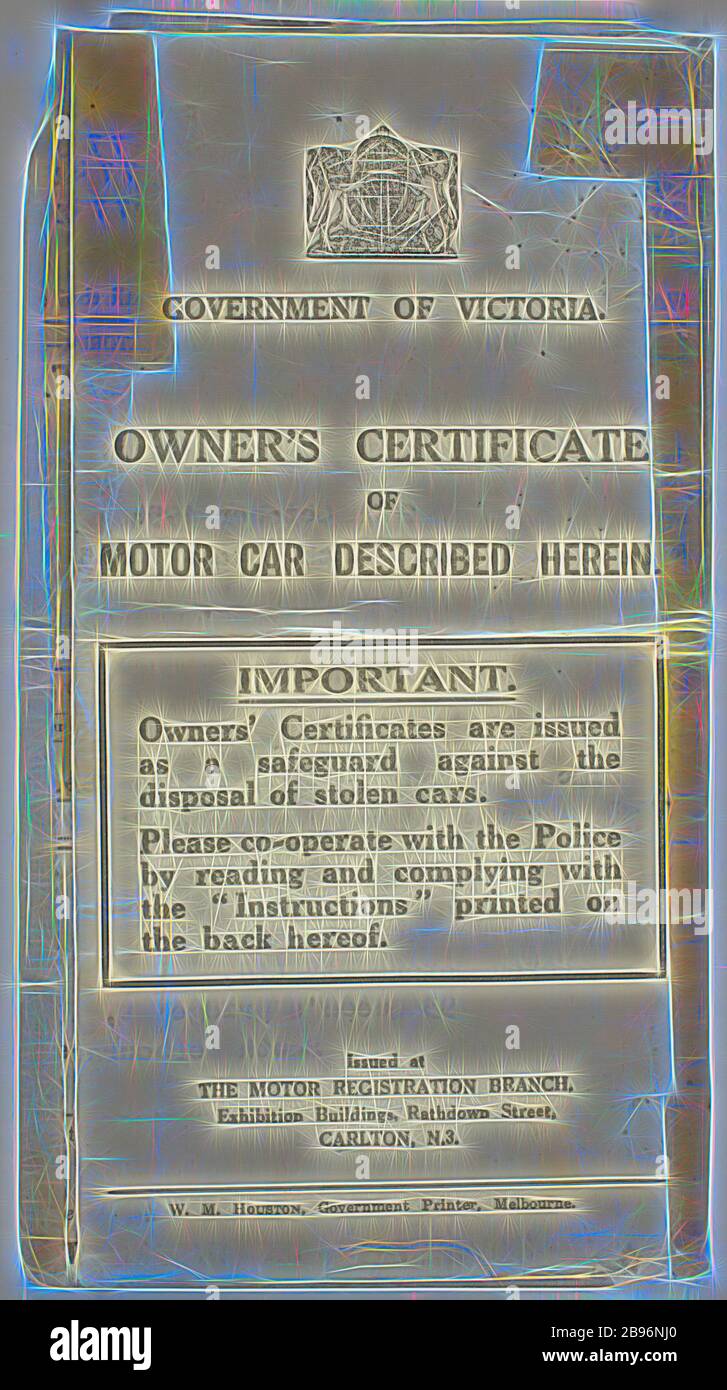 GOVERNMENT OF VICTORIA.
OWNER'S CERTIFICATE
OF
MOTOR CAR DESCRIBED HEREIN.
IMPORTANT.
Owners' Certificates are issued
as a safeguard against the
disposal of stolen cars.
Please co-operate with the Police
by reading and complying with
the "Instructions" printed on
the back hereof.
Issued at
THE MOTOR REGISTRATION BRANCH,
Exhibition Buildings, Rathdown Street,
CARLTON, N.3.
W. M. HOUSTON, Government Printer, Melbourne.
alamy
Image ID: 2B96NJ0
www.alamy.com